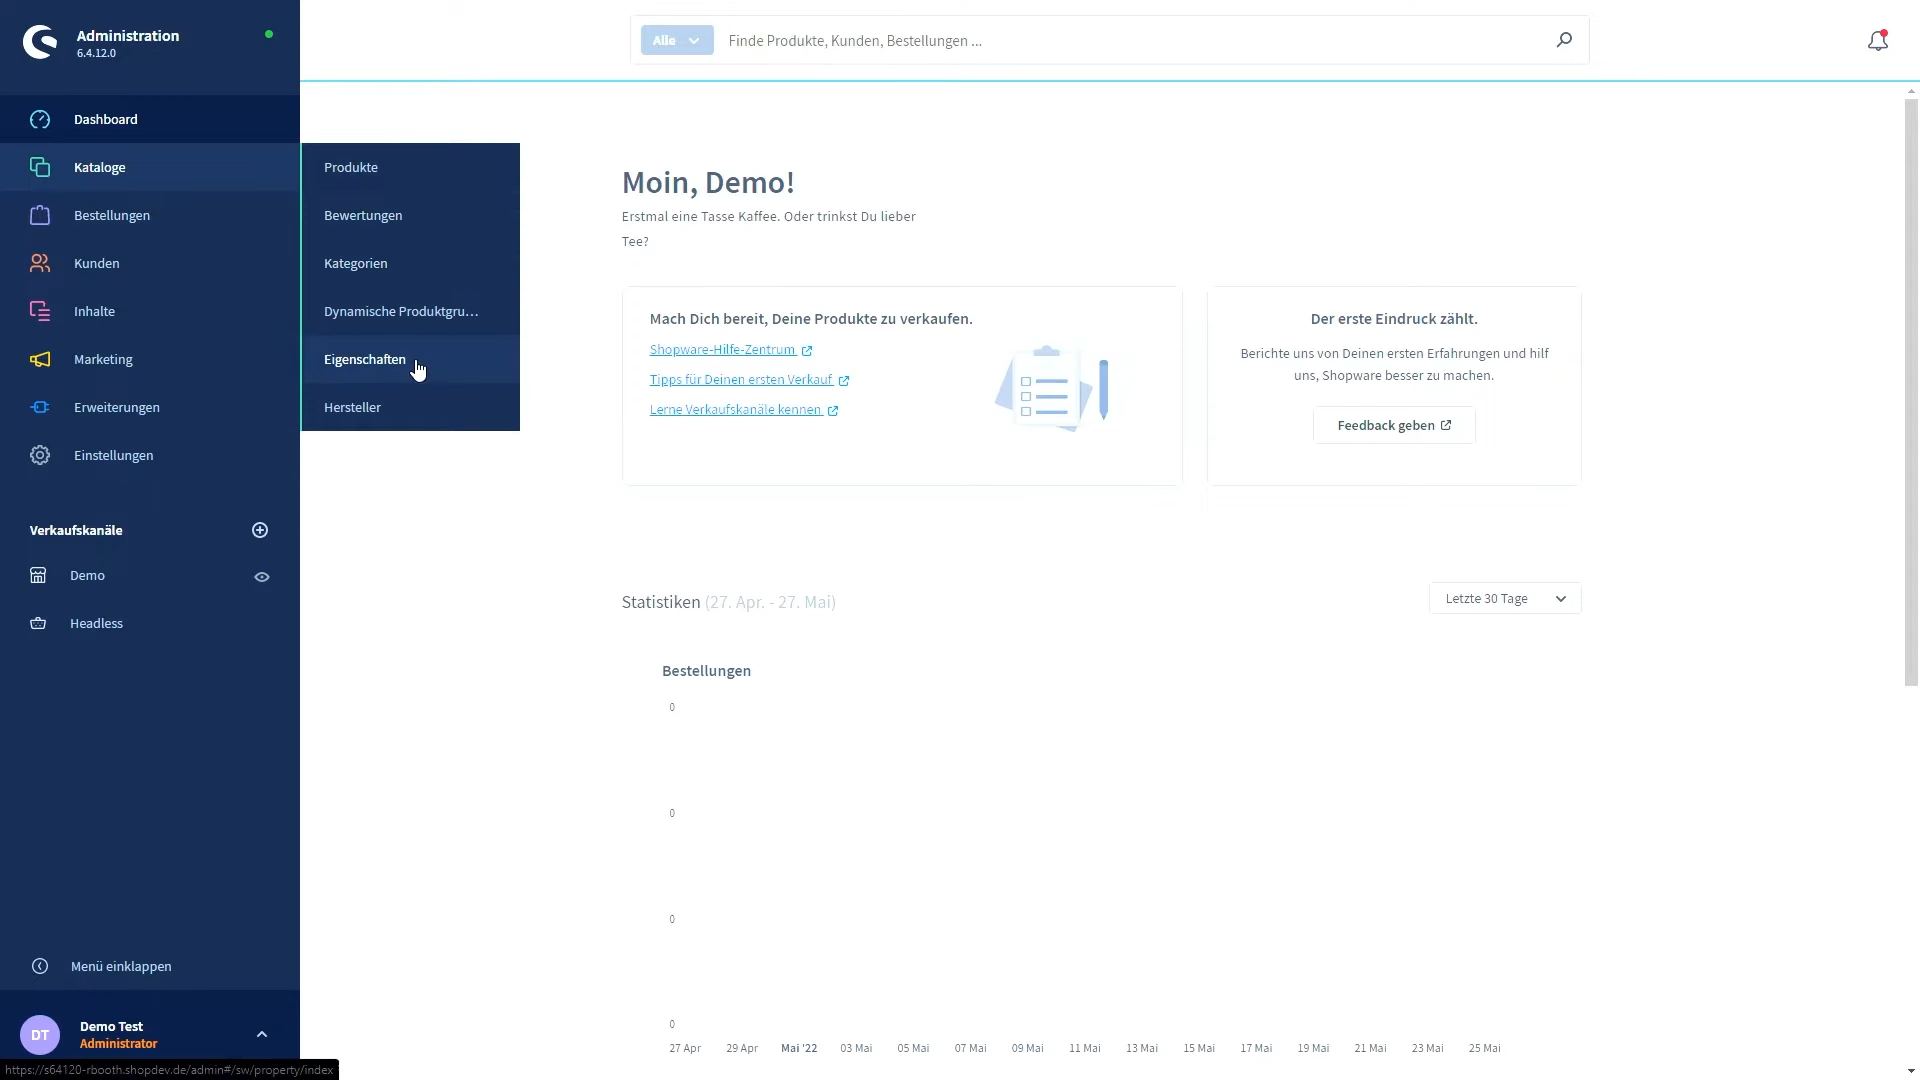 Administration
6.4.12.0
Alle
Finde Produkte, Kunden, Bestellungen ...
Dashboard
Kataloge
Bestellungen
Kunden
Inhalte
Marketing
Erweiterungen
Einstellungen
Produkte
Bewertungen
Kategorien
Dynamische Produktgru...
Eigenschaften
Hersteller
Verkaufskanäle
Demo
Headless
Menü einklappen
DT
Demo Test
Administrator
https://s64120-rbooth.shopdev.de/admin#/sw/property/index
Moin, Demo!
Erstmal eine Tasse Kaffee. Oder trinkst Du lieber
Tee?
Mach Dich bereit, Deine Produkte zu verkaufen.
Shopware-Hilfe-Zentrum
Tipps für Deinen ersten Verkauf
Lerne Verkaufskanäle kennen
Der erste Eindruck zählt.
Berichte uns von Deinen ersten Erfahrungen und hilf
uns, Shopware besser zu machen.
Feedback geben
Statistiken (27. Apr. - 27. Mai)
Letzte 30 Tage
Bestellungen
0
0
0
0
27 Apr 29 Apr Mai '22 03 Mai 05 Mai 07 Mai 09 Mai 11 Mai 13 Mai 15 Mai 17 Mai 19 Mai 21 Mai 23 Mai 25 Mai